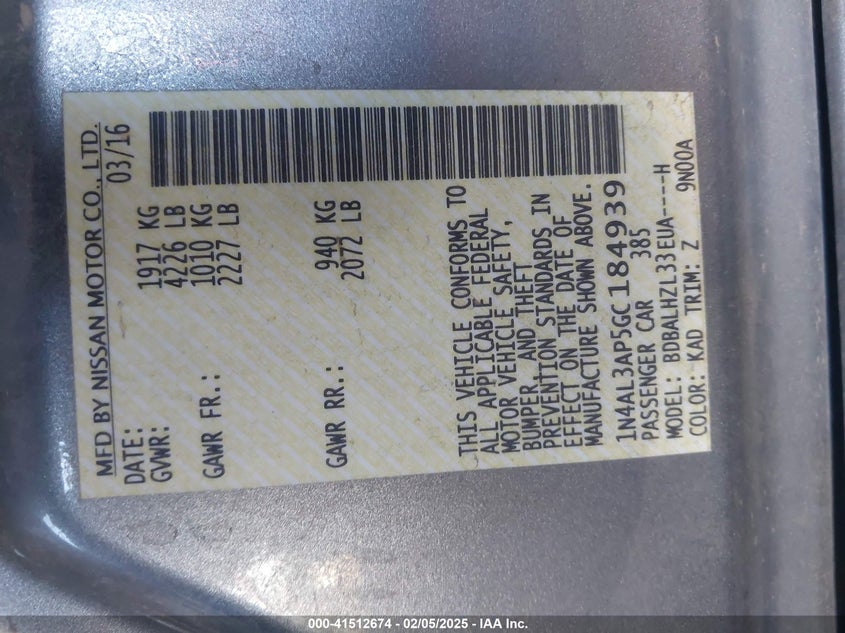 MFD BY NISSAN MOTOR CO., LTD.
DATE: 03/16
GVWR: 1917 KG
4226 LB
GAWR FR.: 1010 KG
2227 LB
GAWR RR.: 940 KG
2072 LB
THIS VEHICLE CONFORMS TO
ALL APPLICABLE FEDERAL
MOTOR VEHICLE SAFETY,
BUMPER, AND THEFT
PREVENTION STANDARDS IN
EFFECT ON THE DATE OF
MANUFACTURE SHOWN ABOVE.
1N4AL3AP5GC184939
PASSENGER CAR 385
MODEL: BDBALHZL33EUA----H
COLOR: KAD TRIM: Z 9N00A
000-41512674 - 02/05/2025 - IAA Inc.